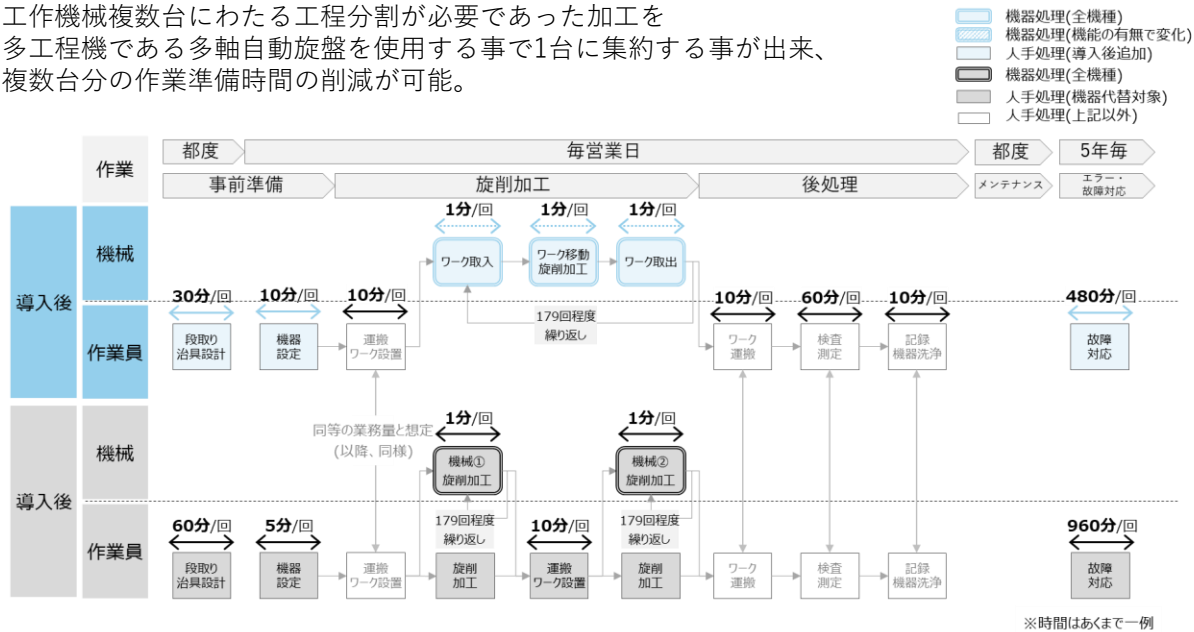 工作機械複数台にわたる工程分割が必要であった加工を
多工程機である多軸自動旋盤を使用する事で1台に集約する事が出来、
複数台分の作業準備時間の削減が可能。
機器処理(全機種)
機器処理(機能の有無で変化)
人手処理(導入後追加)
機器処理(全機種)
人手処理(機器代替対象)
人手処理(上記以外)
作業
都度
毎営業日
都度
5年毎
事前準備
旋削加工
後処理
メンテナンス
エラー・
故障対応
導入後
機械
1分/回
1分/回
1分/回
ワーク取入
ワーク移動
旋削加工
ワーク取出
179回程度
繰り返し
作業員
30分/回
10分/回
10分/回
10分/回
60分/回
10分/回
480分/回
段取り
治具設計
機器
設定
運搬
ワーク設置
ワーク
運搬
検査
測定
記録
機器洗浄
故障
対応
同等の業務量と想定
(以降、同様)
導入後
機械
1分/回
1分/回
機械①
旋削加工
機械②
旋削加工
179回程度
繰り返し
179回程度
繰り返し
作業員
60分/回
5分/回
10分/回
960分/回
段取り
治具設計
機器
設定
運搬
ワーク設置
旋削
加工
運搬
ワーク設置
旋削
加工
ワーク
運搬
検査
測定
記録
機器洗浄
故障
対応
※時間はあくまで一例